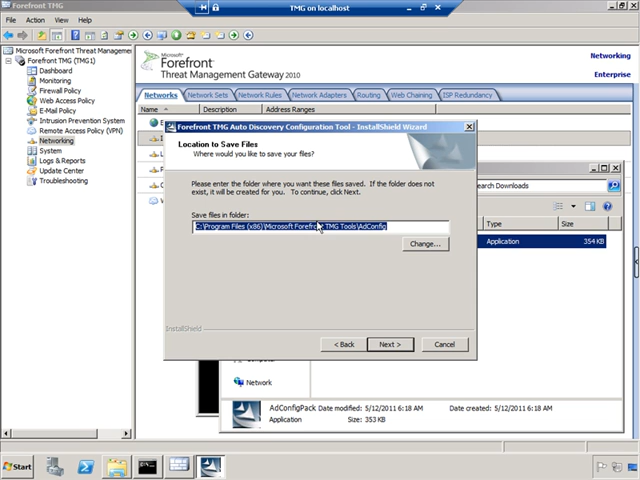 Forefront TMG
TMG on localhost
File Action View Help
Microsoft Forefront Threat Management
Forefront TMG (TMG1)
Dashboard
Monitoring
Firewall Policy
Web Access Policy
E-Mail Policy
Intrusion Prevention System
Remote Access Policy (VPN)
Networking
System
Logs & Reports
Update Center
Troubleshooting
Microsoft
Forefront
Threat Management Gateway 2010
Networking
Enterprise
Networks Network Sets Network Rules Network Adapters Routing Web Chaining ISP Redundancy
Name Description Address Ranges
Forefront TMG Auto Discovery Configuration Tool - InstallShield Wizard
Location to Save Files
Where would you like to save your files?
Please enter the folder where you want these files saved. If the folder does not
exist, it will be created for you. To continue, click Next.
Save files in folder:
C:\Program Files (x86)\Microsoft Forefront TMG Tools\AdConfig
Change...
InstallShield
< Back Next > Cancel
earch Downloads
Type Size
Application 354 KB
Network
AdConfigPack Date modified: 5/12/2011 6:18 AM Date created: 5/12/2011 6:18 AM
Application Size: 353 KB
Start